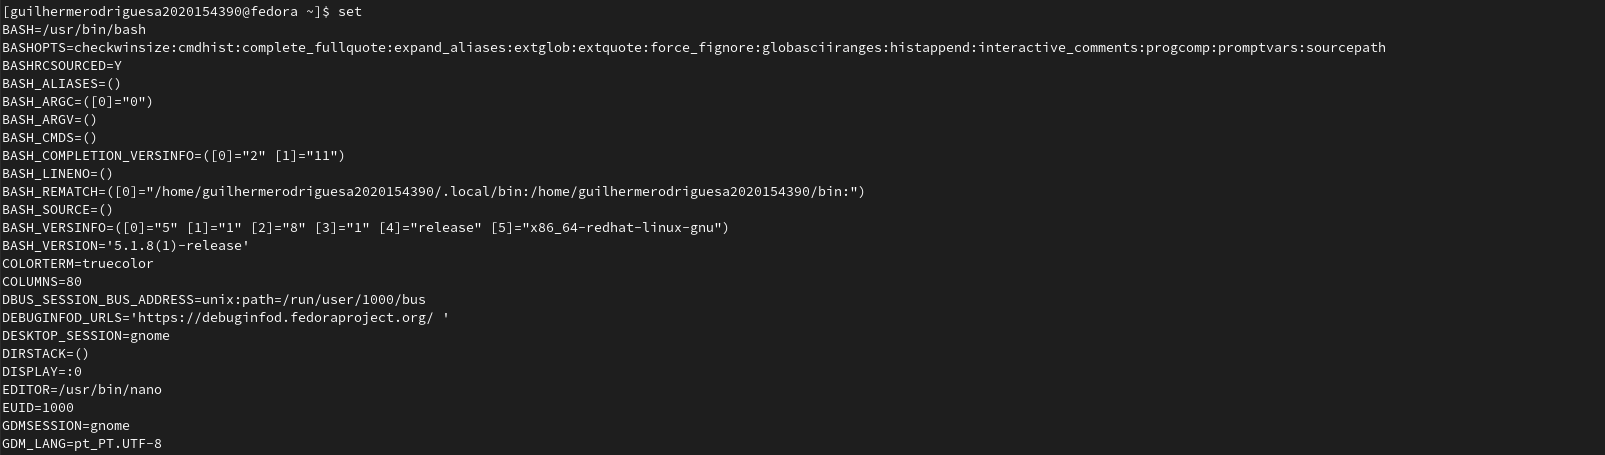 [guilhermerodriguesa2020154390@fedora ~]$ set
BASH=/usr/bin/bash
BASHOPTS=checkwinsize:cmdhist:complete_fullquote:expand_aliases:extglob:extquote:force_fignore:globasciiranges:histappend:interactive_comments:progcomp:promptvars:sourcepath
BASHRCSOURCED=Y
BASH_ALIASES=()
BASH_ARGC=([0]="0")
BASH_ARGV=()
BASH_CMDS=()
BASH_COMPLETION_VERSINFO=([0]="2" [1]="11")
BASH_LINENO=()
BASH_REMATCH=([0]="/home/guilhermerodriguesa2020154390/.local/bin:/home/guilhermerodriguesa2020154390/bin:")
BASH_SOURCE=()
BASH_VERSINFO=([0]="5" [1]="1" [2]="8" [3]="1" [4]="release" [5]="x86_64-redhat-linux-gnu")
BASH_VERSION='5.1.8(1)-release'
COLORTERM=truecolor
COLUMNS=80
DBUS_SESSION_BUS_ADDRESS=unix:path=/run/user/1000/bus
DEBUGINFOD_URLS='https://debuginfod.fedoraproject.org/ '
DESKTOP_SESSION=gnome
DIRSTACK=()
DISPLAY=:0
EDITOR=/usr/bin/nano
EUID=1000
GDMSESSION=gnome
GDM_LANG=pt_PT.UTF-8